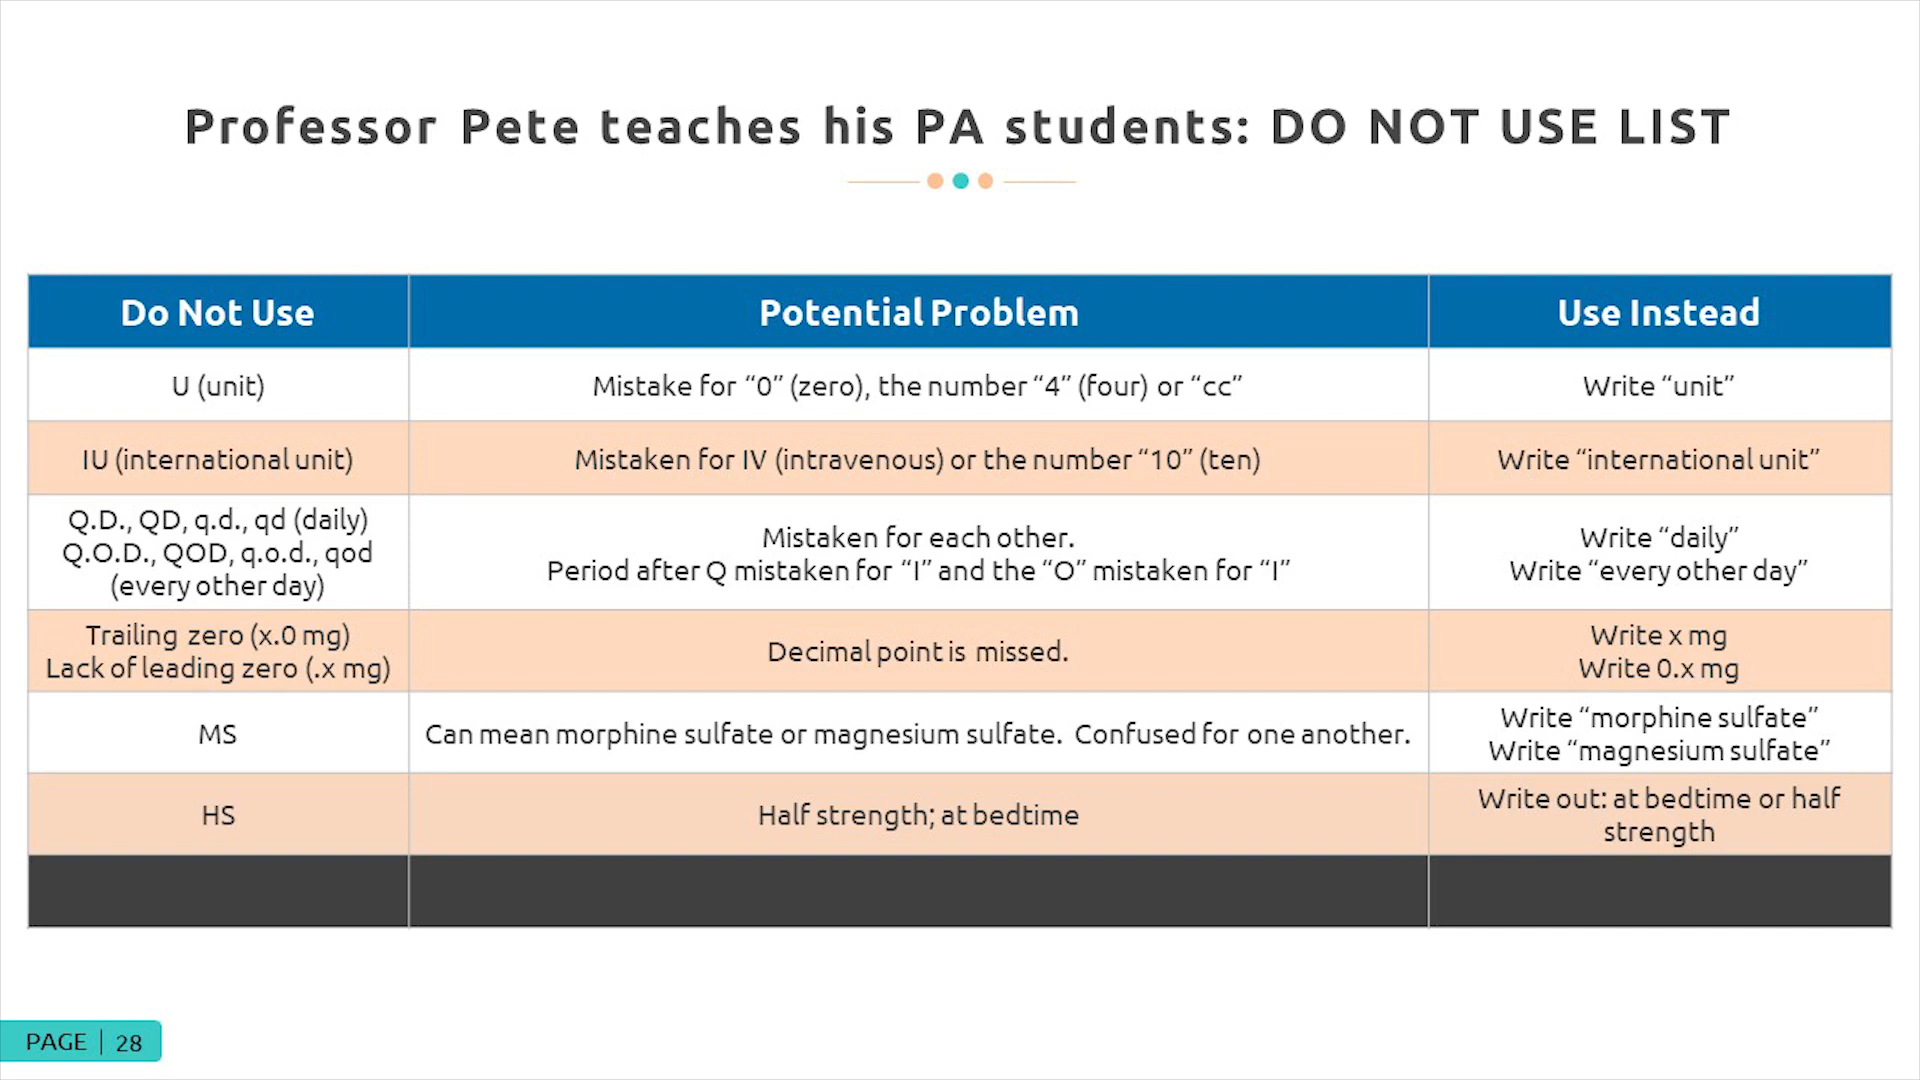 Professor Pete teaches his PA students: DO NOT USE LIST
Do Not Use
Potential Problem
Use Instead
U (unit)
Mistake for “0” (zero), the number “4” (four) or “cc”
Write “unit”
IU (international unit)
Mistaken for IV (intravenous) or the number “10” (ten)
Write “international unit”
Q.D., QD, q.d., qd (daily)
Q.O.D., QOD, q.o.d., qod
(every other day)
Mistaken for each other.
Period after Q mistaken for “I” and the “O” mistaken for “I”
Write “daily”
Write “every other day”
Trailing zero (x.0 mg)
Lack of leading zero (.x mg)
Decimal point is missed.
Write x mg
Write 0.x mg
MS
Can mean morphine sulfate or magnesium sulfate. Confused for one another.
Write “morphine sulfate”
Write “magnesium sulfate”
HS
Half strength; at bedtime
Write out: at bedtime or half
strength
PAGE | 28